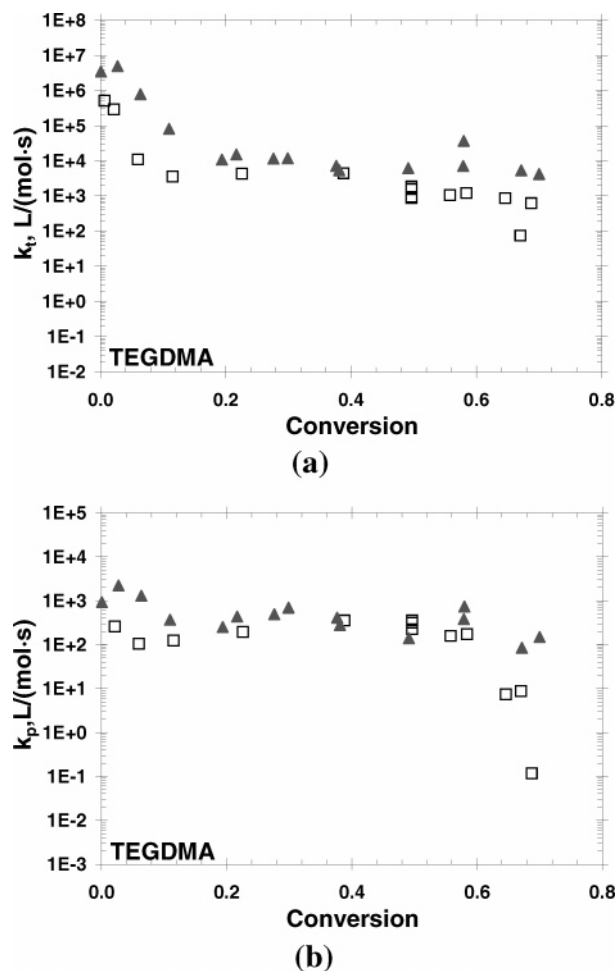 1E+8
1E+7
1E+6
1E+5
1E+4
1E+3
1E+2
1E+1
1E+0
1E-1
1E-2
k_t, L/(mol·s)
TEGDMA
0.0 0.2 0.4 0.6 0.8
Conversion
(a)
1E+5
1E+4
1E+3
1E+2
1E+1
1E+0
1E-1
1E-2
1E-3
k_p, L/(mol·s)
TEGDMA
0.0 0.2 0.4 0.6 0.8
Conversion
(b)